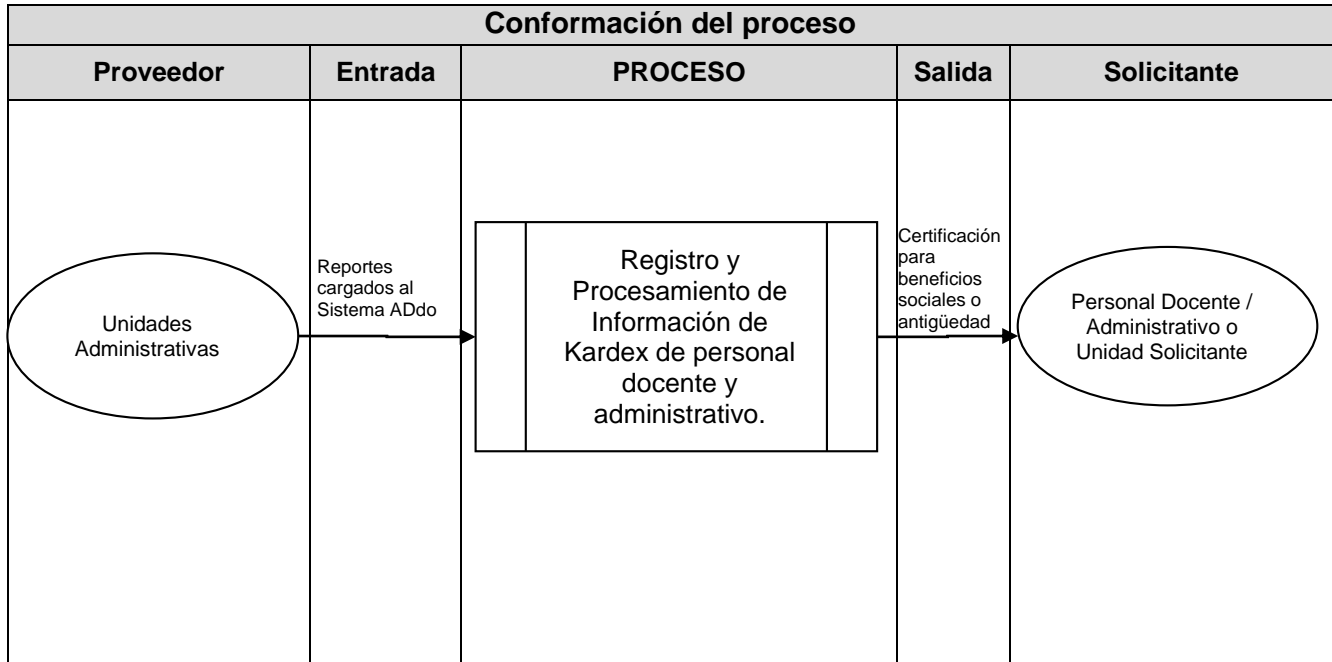 Conformación del proceso
Proveedor
Entrada
PROCESO
Salida
Solicitante
Unidades
Administrativas
Reportes
cargados al
Sistema ADdo
Registro y
Procesamiento de
Información de
Kardex de personal
docente y
administrativo.
Certificación
para
beneficios
sociales o
antigüedad
Personal Docente /
Administrativo o
Unidad Solicitante